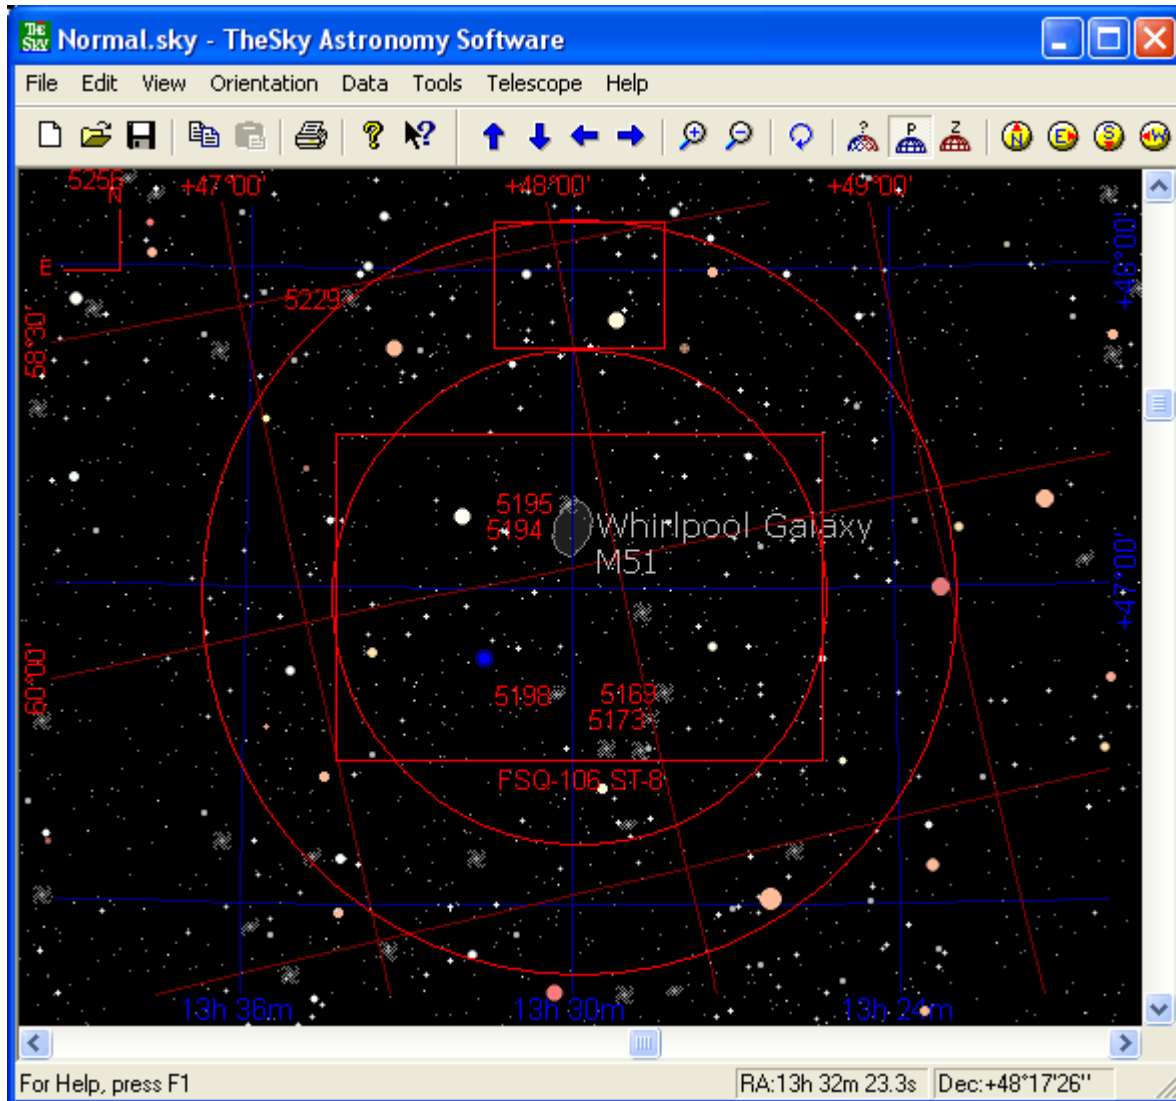 THE SKY Normal.sky - TheSky Astronomy Software
File Edit View Orientation Data Tools Telescope Help
? P Z N E S W
5256 +47°00' +48°00' +49°00'
N
E
+48°00'
5229
58°30'
5195
5194 Whirlpool Galaxy
M51
+47°00'
60°00'
5198 5169
5173
FSQ-106 ST-8
13h 36m 13h 30m 13h 24m
For Help, press F1 RA:13h 32m 23.3s Dec:+48°17'26"